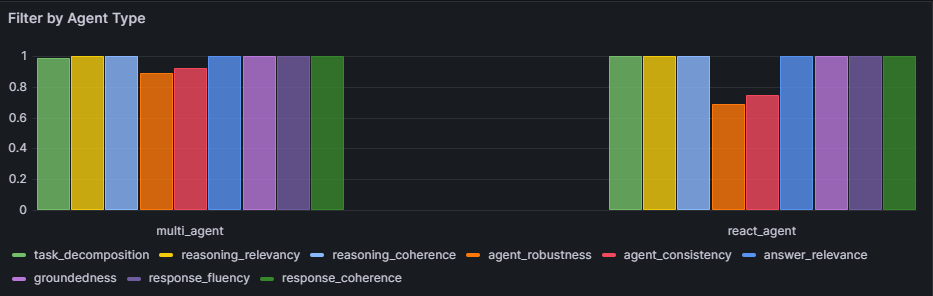 Filter by Agent Type
1
0.8
0.6
0.4
0.2
0
multi_agent react_agent
task_decomposition reasoning_relevancy reasoning_coherence agent_robustness agent_consistency answer_relevance
groundedness response_fluency response_coherence